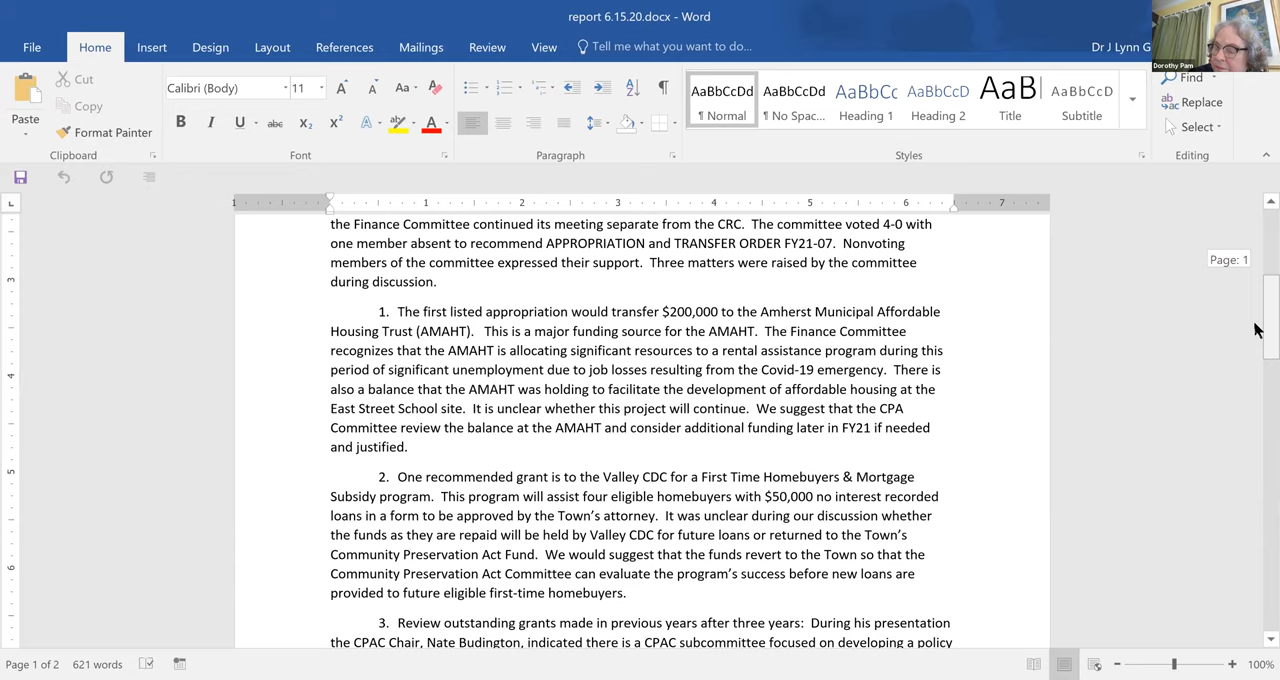 report 6.15.20.docx - Word
File Home Insert Design Layout References Mailings Review View Tell me what you want to do... Dr J Lynn G
Dorothy Pam
Paste
Cut
Copy
Format Painter
Clipboard
Calibri (Body) 11
Font
Paragraph
AaBbCcDd AaBbCcDd AaBbCc AaBbCcD AaB AaBbCcD
¶ Normal ¶ No Spac... Heading 1 Heading 2 Title Subtitle
Styles
Find
Replace
Select
Editing
1 1 2 3 4 5 6 7
3
4
5
6
the Finance Committee continued its meeting separate from the CRC. The committee voted 4-0 with
one member absent to recommend APPROPRIATION and TRANSFER ORDER FY21-07. Nonvoting
members of the committee expressed their support. Three matters were raised by the committee
during discussion.
1. The first listed appropriation would transfer $200,000 to the Amherst Municipal Affordable
Housing Trust (AMAHT). This is a major funding source for the AMAHT. The Finance Committee
recognizes that the AMAHT is allocating significant resources to a rental assistance program during this
period of significant unemployment due to job losses resulting from the Covid-19 emergency. There is
also a balance that the AMAHT was holding to facilitate the development of affordable housing at the
East Street School site. It is unclear whether this project will continue. We suggest that the CPA
Committee review the balance at the AMAHT and consider additional funding later in FY21 if needed
and justified.
2. One recommended grant is to the Valley CDC for a First Time Homebuyers & Mortgage
Subsidy program. This program will assist four eligible homebuyers with $50,000 no interest recorded
loans in a form to be approved by the Town's attorney. It was unclear during our discussion whether
the funds as they are repaid will be held by Valley CDC for future loans or returned to the Town's
Community Preservation Act Fund. We would suggest that the funds revert to the Town so that the
Community Preservation Act Committee can evaluate the program's success before new loans are
provided to future eligible first-time homebuyers.
3. Review outstanding grants made in previous years after three years: During his presentation
the CPAC Chair, Nate Budington, indicated there is a CPAC subcommittee focused on developing a policy
Page: 1
Page 1 of 2 621 words 100%